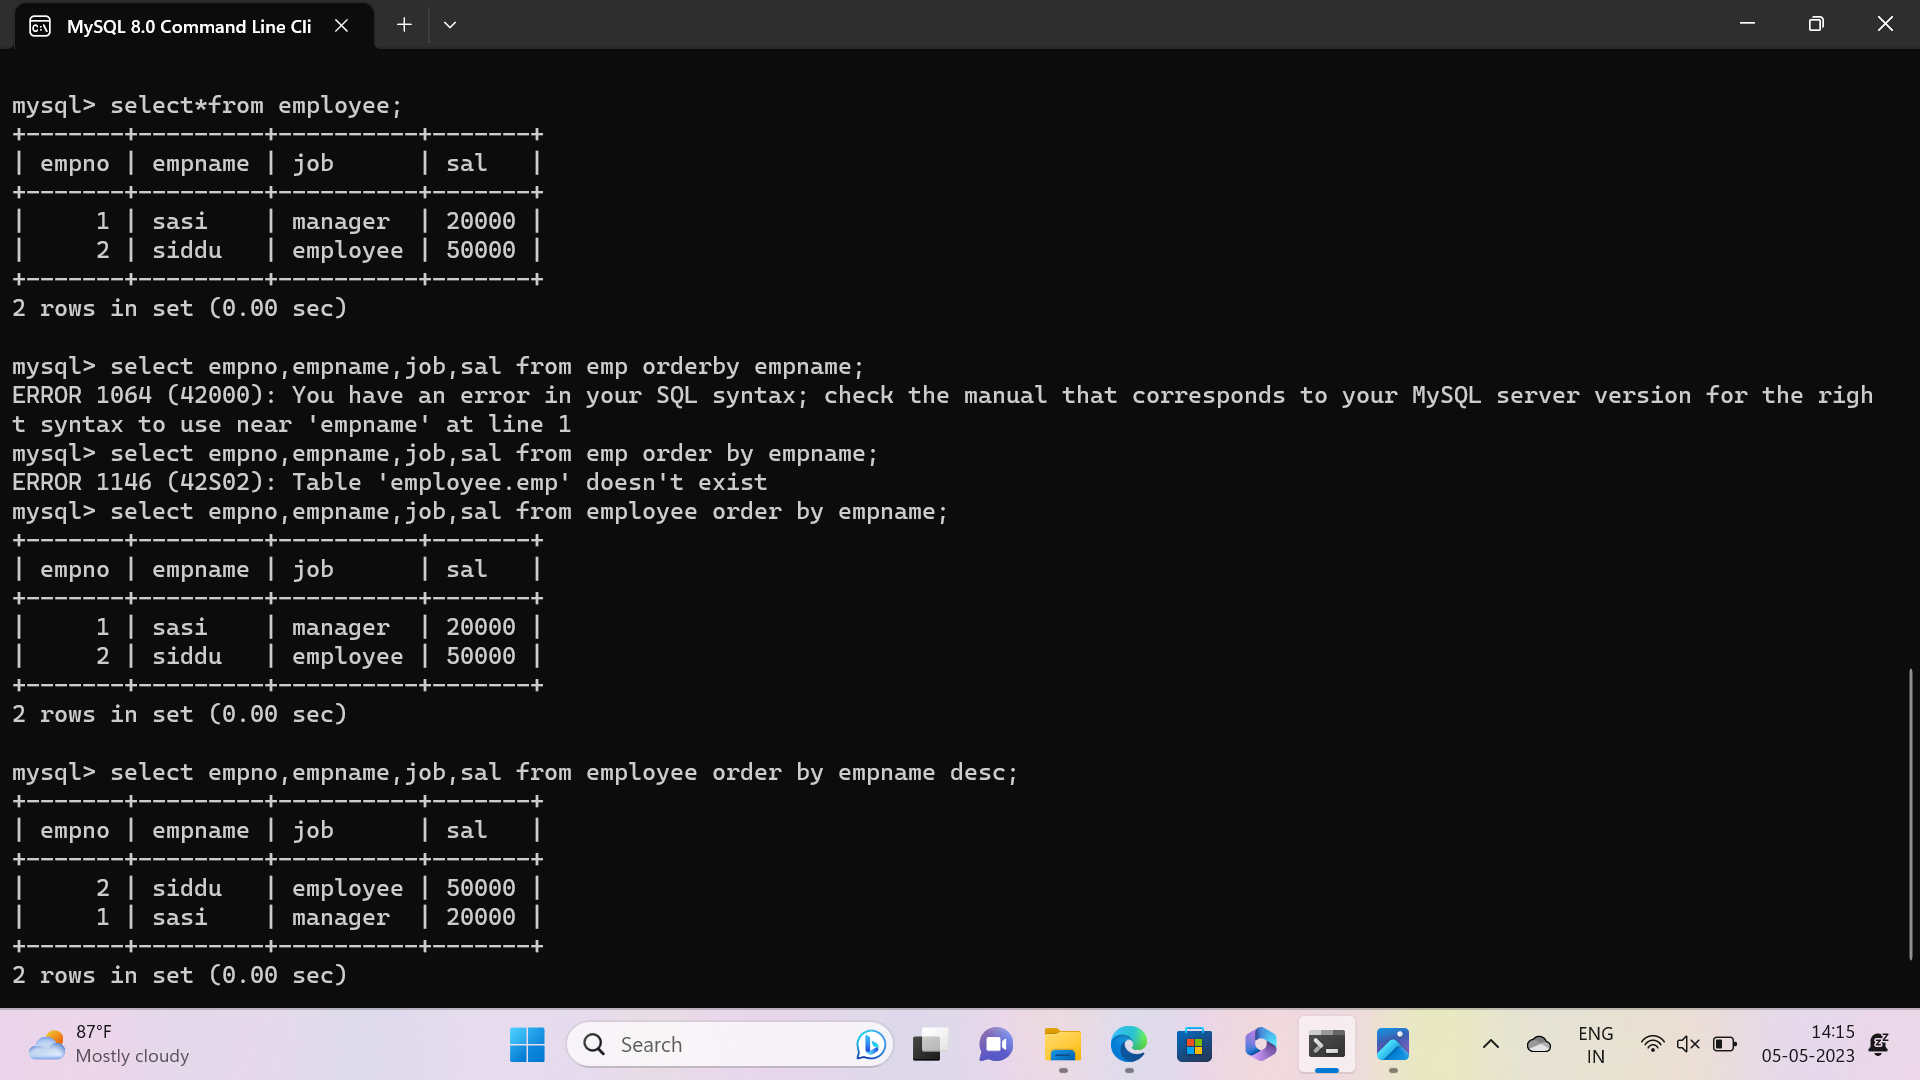 MySQL 8.0 Command Line Cli
mysql> select*from employee;
+-------+---------+----------+-------+
| empno | empname | job      | sal   |
+-------+---------+----------+-------+
|     1 | sasi    | manager  | 20000 |
|     2 | siddu   | employee | 50000 |
+-------+---------+----------+-------+
2 rows in set (0.00 sec)
mysql> select empno,empname,job,sal from emp orderby empname;
ERROR 1064 (42000): You have an error in your SQL syntax; check the manual that corresponds to your MySQL server version for the righ
t syntax to use near 'empname' at line 1
mysql> select empno,empname,job,sal from emp order by empname;
ERROR 1146 (42S02): Table 'employee.emp' doesn't exist
mysql> select empno,empname,job,sal from employee order by empname;
+-------+---------+----------+-------+
| empno | empname | job      | sal   |
+-------+---------+----------+-------+
|     1 | sasi    | manager  | 20000 |
|     2 | siddu   | employee | 50000 |
+-------+---------+----------+-------+
2 rows in set (0.00 sec)
mysql> select empno,empname,job,sal from employee order by empname desc;
+-------+---------+----------+-------+
| empno | empname | job      | sal   |
+-------+---------+----------+-------+
|     2 | siddu   | employee | 50000 |
|     1 | sasi    | manager  | 20000 |
+-------+---------+----------+-------+
2 rows in set (0.00 sec)
87°F
Mostly cloudy
Search
ENG
IN
14:15
05-05-2023